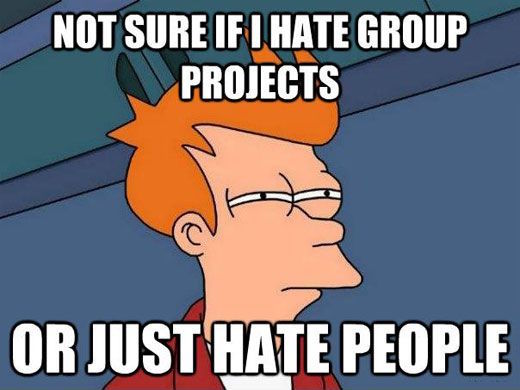 NOT SURE IF I HATE GROUP
PROJECTS
OR JUST HATE PEOPLE